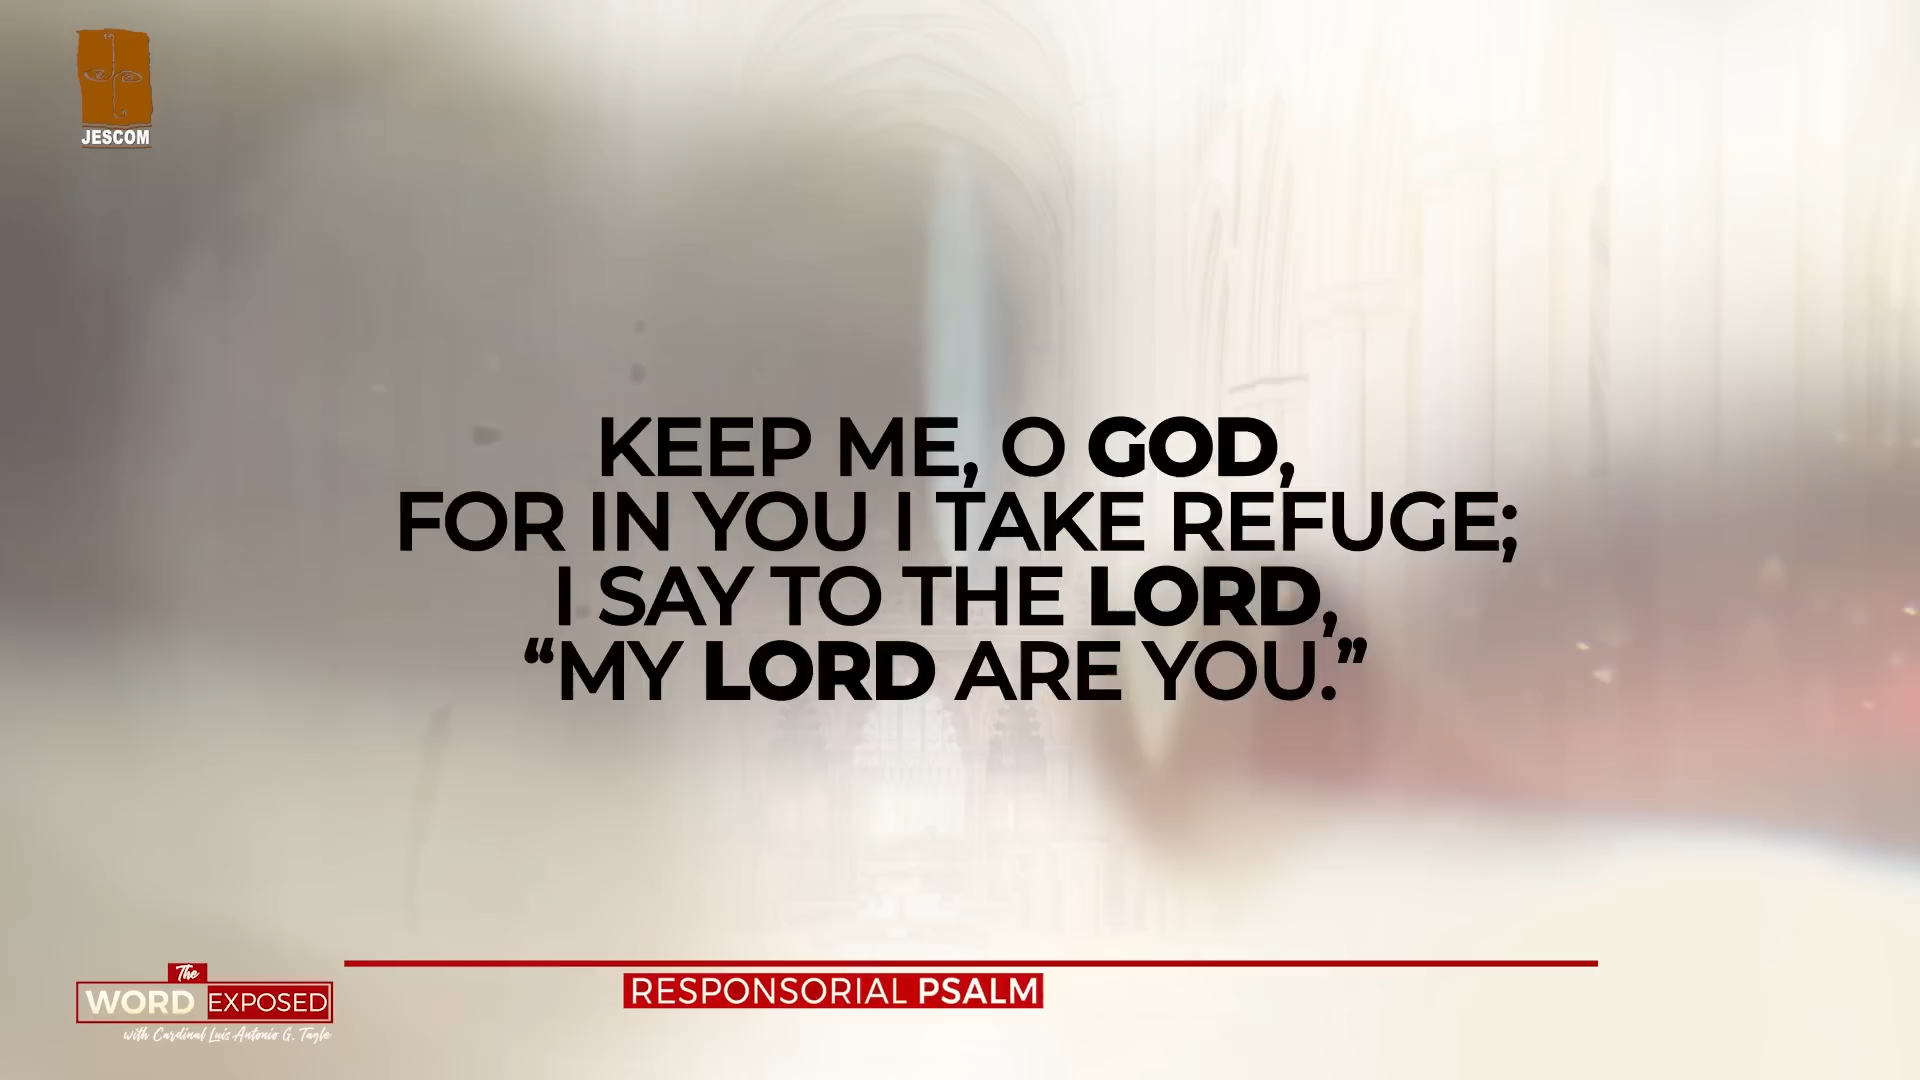 JESCOM
KEEP ME, O GOD,
FOR IN YOU I TAKE REFUGE;
I SAY TO THE LORD,
“MY LORD ARE YOU.”
The
WORD EXPOSED
with Cardinal Luis Antonio G. Tagle
RESPONSORIAL PSALM